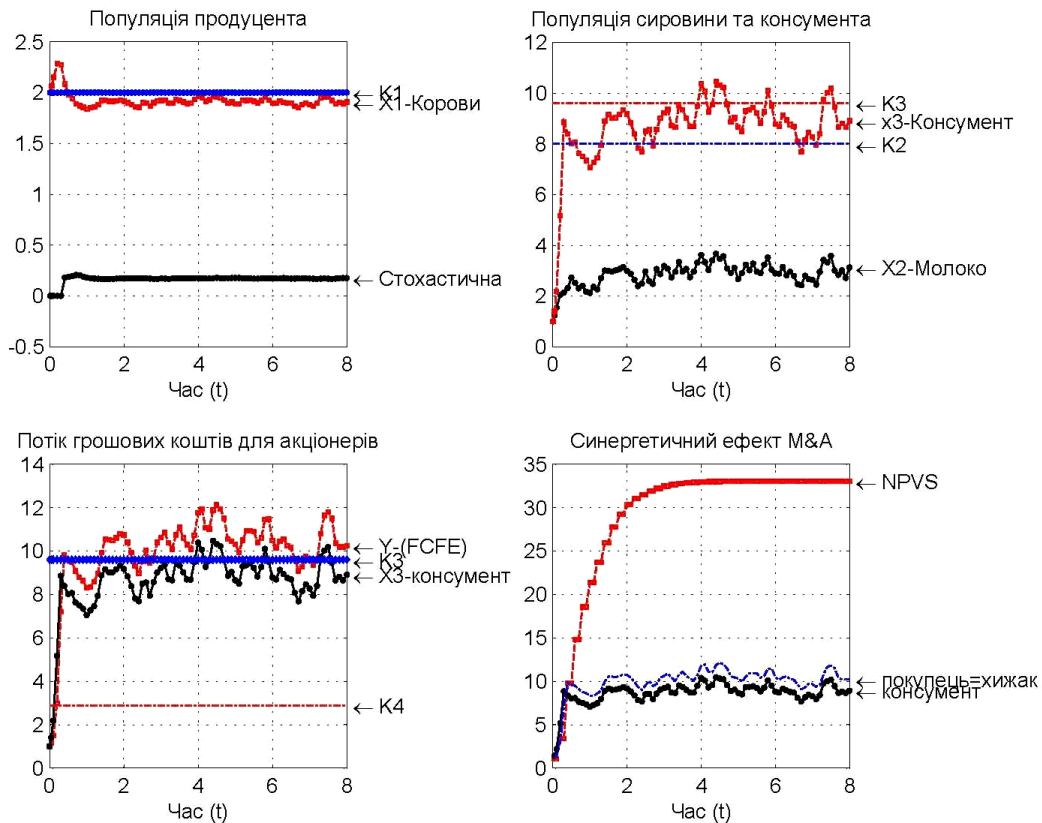 Популяція продуцента
2.5
2
1.5
1
0.5
0
-0.5
0 2 4 6 8
Час (t)
← K1
← X1-Корови
← Стохастична
Популяція сировини та консумента
12
10
8
6
4
2
0
0 2 4 6 8
Час (t)
← K3
← x3-Консумент
← K2
← X2-Молоко
Потік грошових коштів для акціонерів
14
12
10
8
6
4
2
0
0 2 4 6 8
Час (t)
← Y-(FCFE)
← K3
← X3-консумент
← K4
Синергетичний ефект M&A
35
30
25
20
15
10
5
0
0 2 4 6 8
Час (t)
← NPVS
← покупець=хижак
← консумент